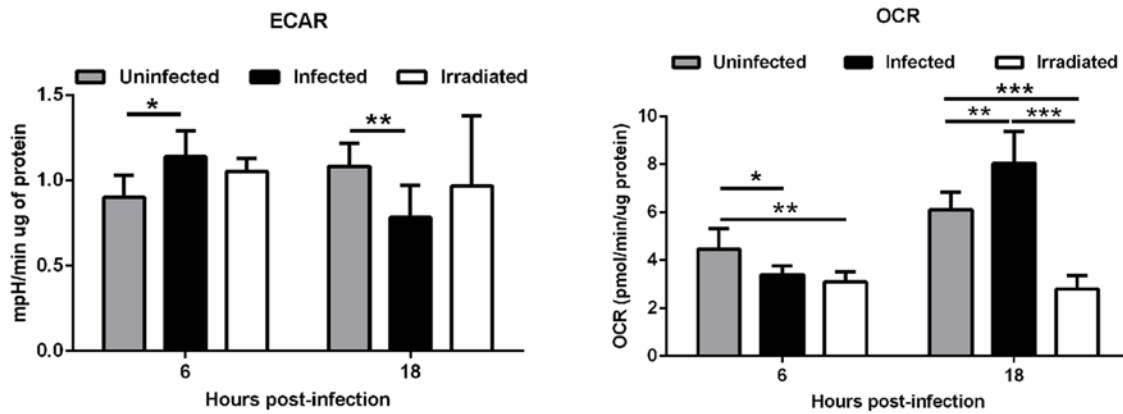 ECAR
Uninfected Infected Irradiated
mpH/min ug of protein
1.5
1.0
0.5
0.0
*
**
6 18
Hours post-infection
OCR
Uninfected Infected Irradiated
OCR (pmol/min/ug protein)
10
8
6
4
2
0
*
**
***
** ***
6 18
Hours post-infection